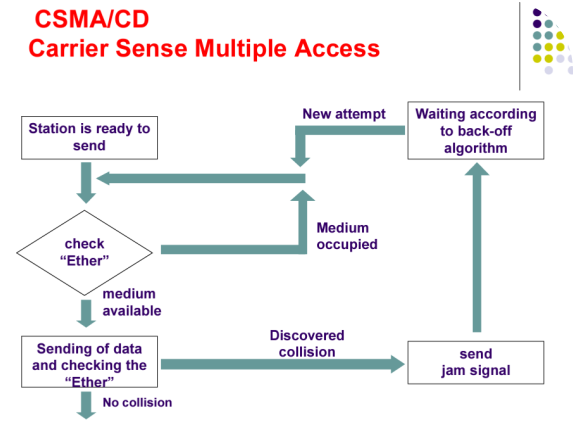 CSMA/CD
Carrier Sense Multiple Access
Station is ready to
send
New attempt
Waiting according
to back-off
algorithm
check
“Ether”
Medium
occupied
medium
available
Sending of data
and checking the
“Ether”
Discovered
collision
send
jam signal
No collision